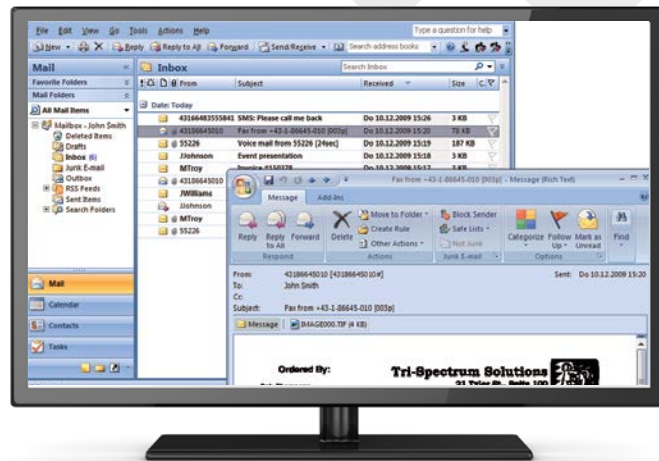 File Edit View Go Tools Actions Help Type a question for help
New Reply Reply to All Forward Send/Receive Search address books
Mail Inbox Search Inbox
Favorite Folders From Subject Received Size
Mail Folders
All Mail Items Date: Today
Mailbox - John Smith
Deleted Items
Drafts
Inbox (6)
Junk E-mail
Outbox
RSS Feeds
Sent Items
Search Folders
43166483555841 SMS: Please call me back Do 10.12.2009 15:26 3 KB
43186645010 Fax from +43-1-86645-010 [003p] Do 10.12.2009 15:20 78 KB
55226 Voice mail from 55226 [24sec] Do 10.12.2009 15:19 187 KB
JJohnson Event presentation Do 10.12.2009 15:18 3 KB
MTroy
43186645010
JWilliams
JJohnson
MTroy
55226
Fax from +43-1-86645-010 [003p] - Message (Rich Text)
Message Add-Ins
Reply Reply to All Forward Delete Move to Folder Create Rule Other Actions Block Sender Safe Lists Not Junk Categorize Follow Up Mark as Unread Find
Respond Actions Junk E-mail Options
From: 43186645010 [43186645010#] Sent: Do 10.12.2009 15:20
To: John Smith
Cc:
Subject: Fax from +43-1-86645-010 [003p]
Message IMAGE000.TIF (4 KB)
Ordered By: Tri-Spectrum Solutions
Mail
Calendar
Contacts
Tasks